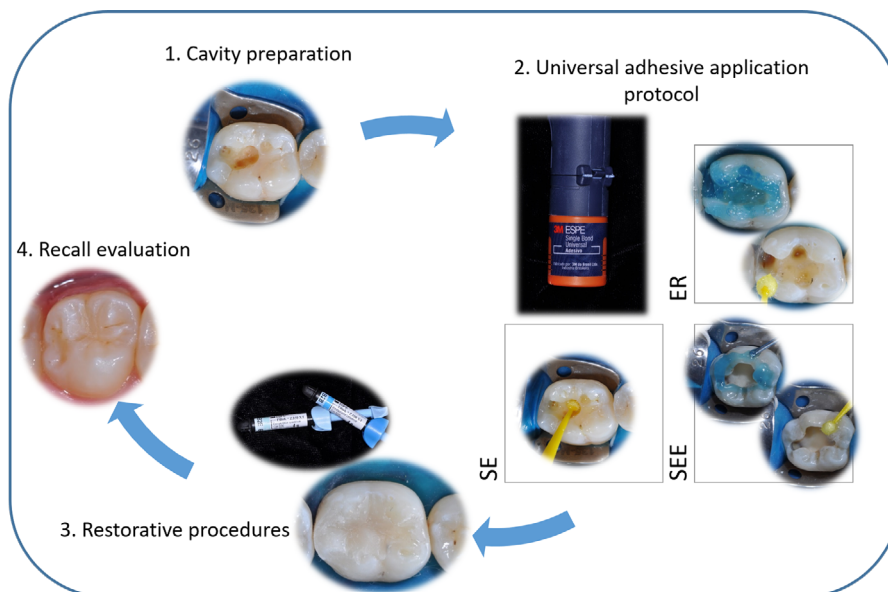 1. Cavity preparation
2. Universal adhesive application
protocol
3M ESPE
Single Bond
Universal
Adhesive
ER
4. Recall evaluation
SE
SEE
3. Restorative procedures